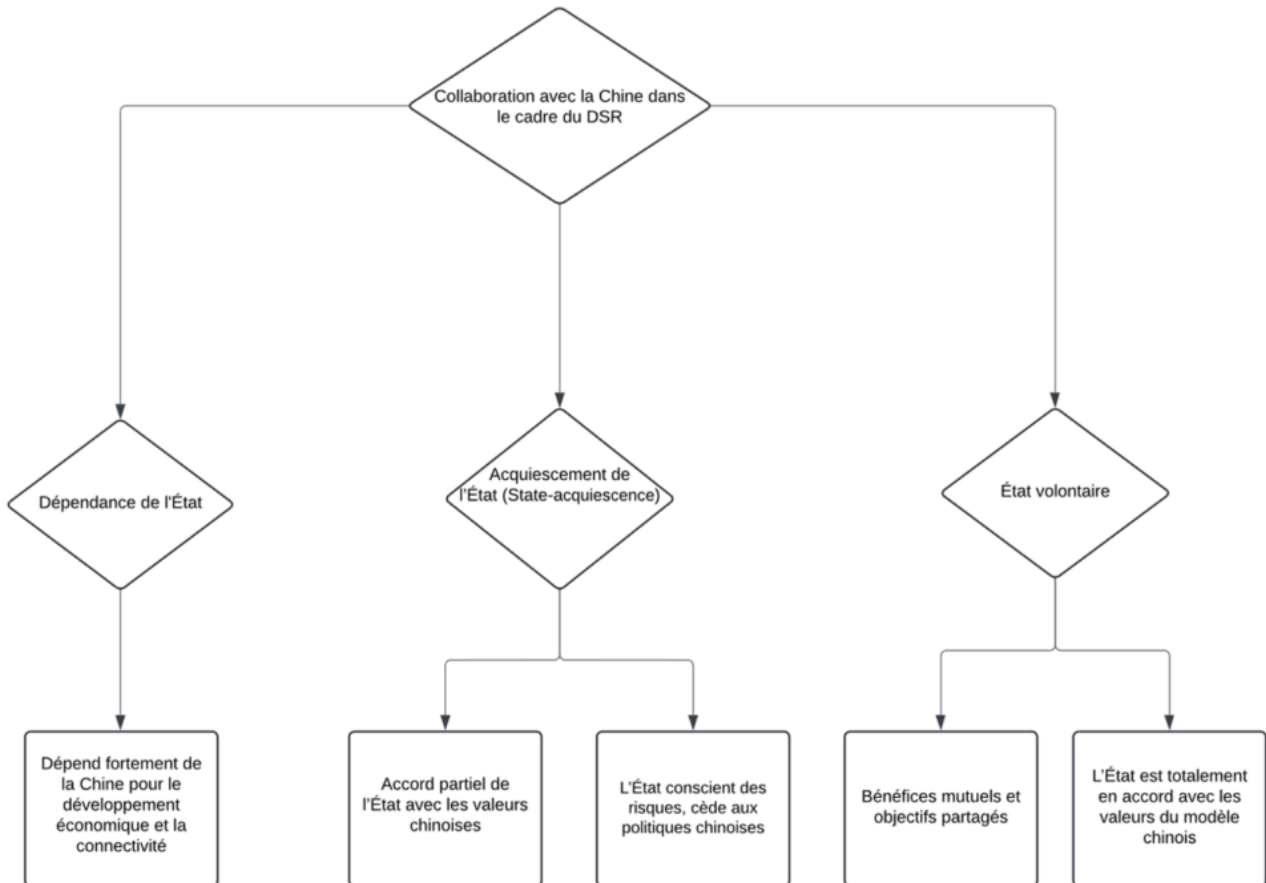 Collaboration avec la Chine dans
le cadre du DSR
Dépendance de l'État
Acquiescement de
l'État (State-acquiescence)
État volontaire
Dépend fortement de
la Chine pour le
développement
économique et la
connectivité
Accord partiel de
l'État avec les valeurs
chinoises
L'État conscient des
risques, cède aux
politiques chinoises
Bénéfices mutuels et
objectifs partagés
L'État est totalement
en accord avec les
valeurs du modèle
chinois